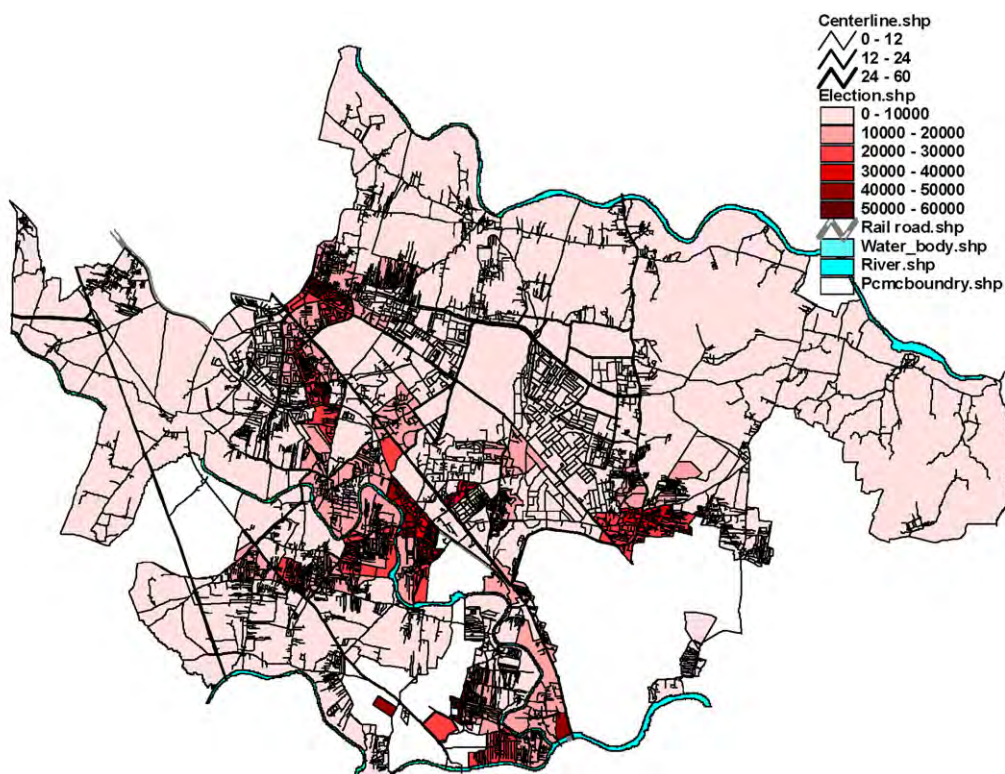 Centerline.shp
0 - 12
12 - 24
24 - 60
Election.shp
0 - 10000
10000 - 20000
20000 - 30000
30000 - 40000
40000 - 50000
50000 - 60000
Rail road.shp
Water_body.shp
River.shp
Pcmcboundry.shp